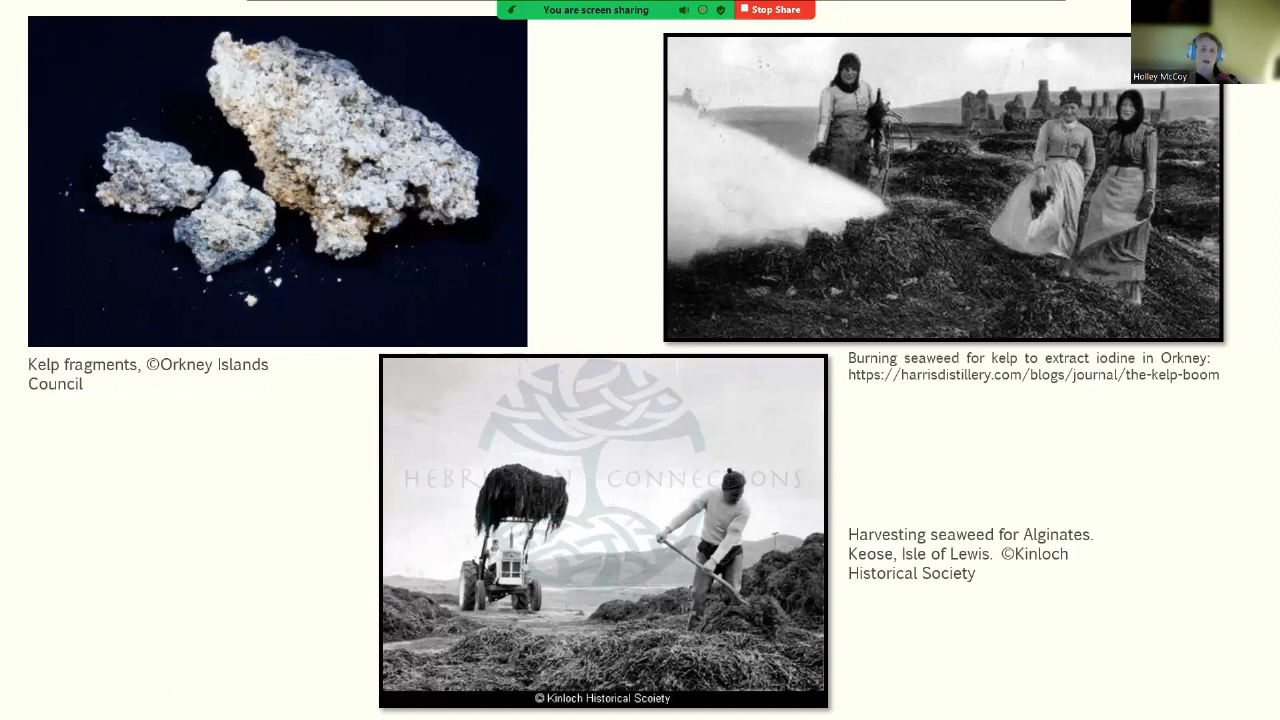 You are screen sharing
Stop Share
Holley McCoy
Kelp fragments, ©Orkney Islands
Council
Burning seaweed for kelp to extract iodine in Orkney:
https://harrisdistillery.com/blogs/journal/the-kelp-boom
CONNECTIONS
Harvesting seaweed for Alginates.
Keose, Isle of Lewis. ©Kinloch
Historical Society
© Kinloch Historical Scoiety